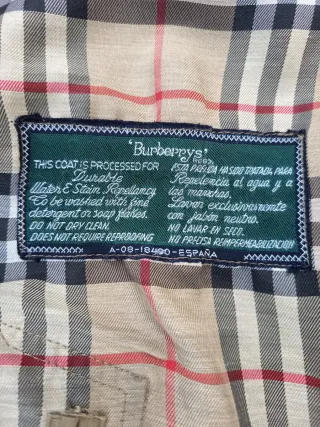 'Burberrys'
THIS COAT IS PROCESSED FOR
Durable
Water & Stain Repellancy
To be washed with fine
detergent or soap flakes.
DO NOT DRY CLEAN.
DOES NOT REQUIRE REPROOFING
ESTA PRENDA HA SIDO TRATADA PARA
Repelencia al agua y a
las manchas.
Lavar exclusivamente
con jabón neutro.
NO LAVAR EN SECO.
NO PRECISA REIMPERMEABILIZACION
A-08-18400-ESPAÑA